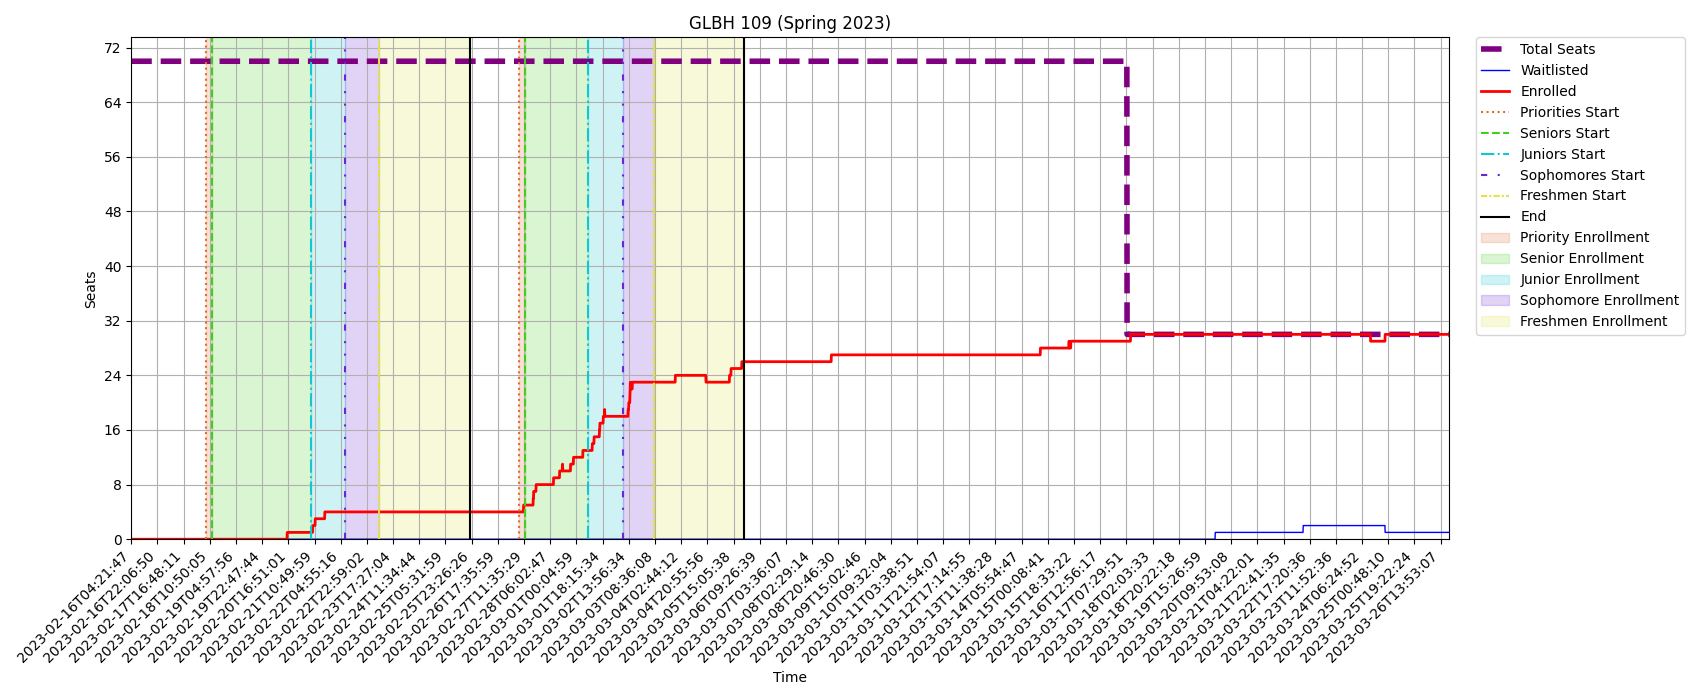 GLBH 109 (Spring 2023)
72
64
56
48
40
32
24
16
8
0
Seats
2023-02-16T04:21:47
2023-02-16T22:06:50
2023-02-17T16:48:11
2023-02-18T10:50:05
2023-02-19T04:57:56
2023-02-19T22:47:44
2023-02-20T16:51:01
2023-02-21T10:49:59
2023-02-22T04:55:16
2023-02-22T22:59:02
2023-02-23T17:27:04
2023-02-24T11:34:44
2023-02-25T05:31:59
2023-02-25T23:26:26
2023-02-26T17:35:59
2023-02-27T11:35:29
2023-02-28T06:02:47
2023-03-01T00:04:59
2023-03-01T18:15:34
2023-03-02T13:56:34
2023-03-03T08:36:08
2023-03-04T02:44:12
2023-03-04T20:55:56
2023-03-05T15:05:38
2023-03-06T09:26:39
2023-03-07T03:36:07
2023-03-08T02:29:14
2023-03-08T20:46:30
2023-03-09T15:02:46
2023-03-10T09:32:04
2023-03-11T03:38:51
2023-03-11T21:54:07
2023-03-12T17:14:55
2023-03-13T11:38:28
2023-03-14T05:54:47
2023-03-15T00:08:41
2023-03-15T18:33:22
2023-03-16T12:56:17
2023-03-17T07:29:51
2023-03-18T02:03:33
2023-03-18T20:22:18
2023-03-19T15:26:59
2023-03-20T09:53:08
2023-03-21T04:22:01
2023-03-21T22:41:35
2023-03-22T17:20:36
2023-03-23T11:52:36
2023-03-24T06:24:52
2023-03-25T00:48:10
2023-03-25T19:22:24
2023-03-26T13:53:07
Time
Total Seats
Waitlisted
Enrolled
Priorities Start
Seniors Start
Juniors Start
Sophomores Start
Freshmen Start
End
Priority Enrollment
Senior Enrollment
Junior Enrollment
Sophomore Enrollment
Freshmen Enrollment